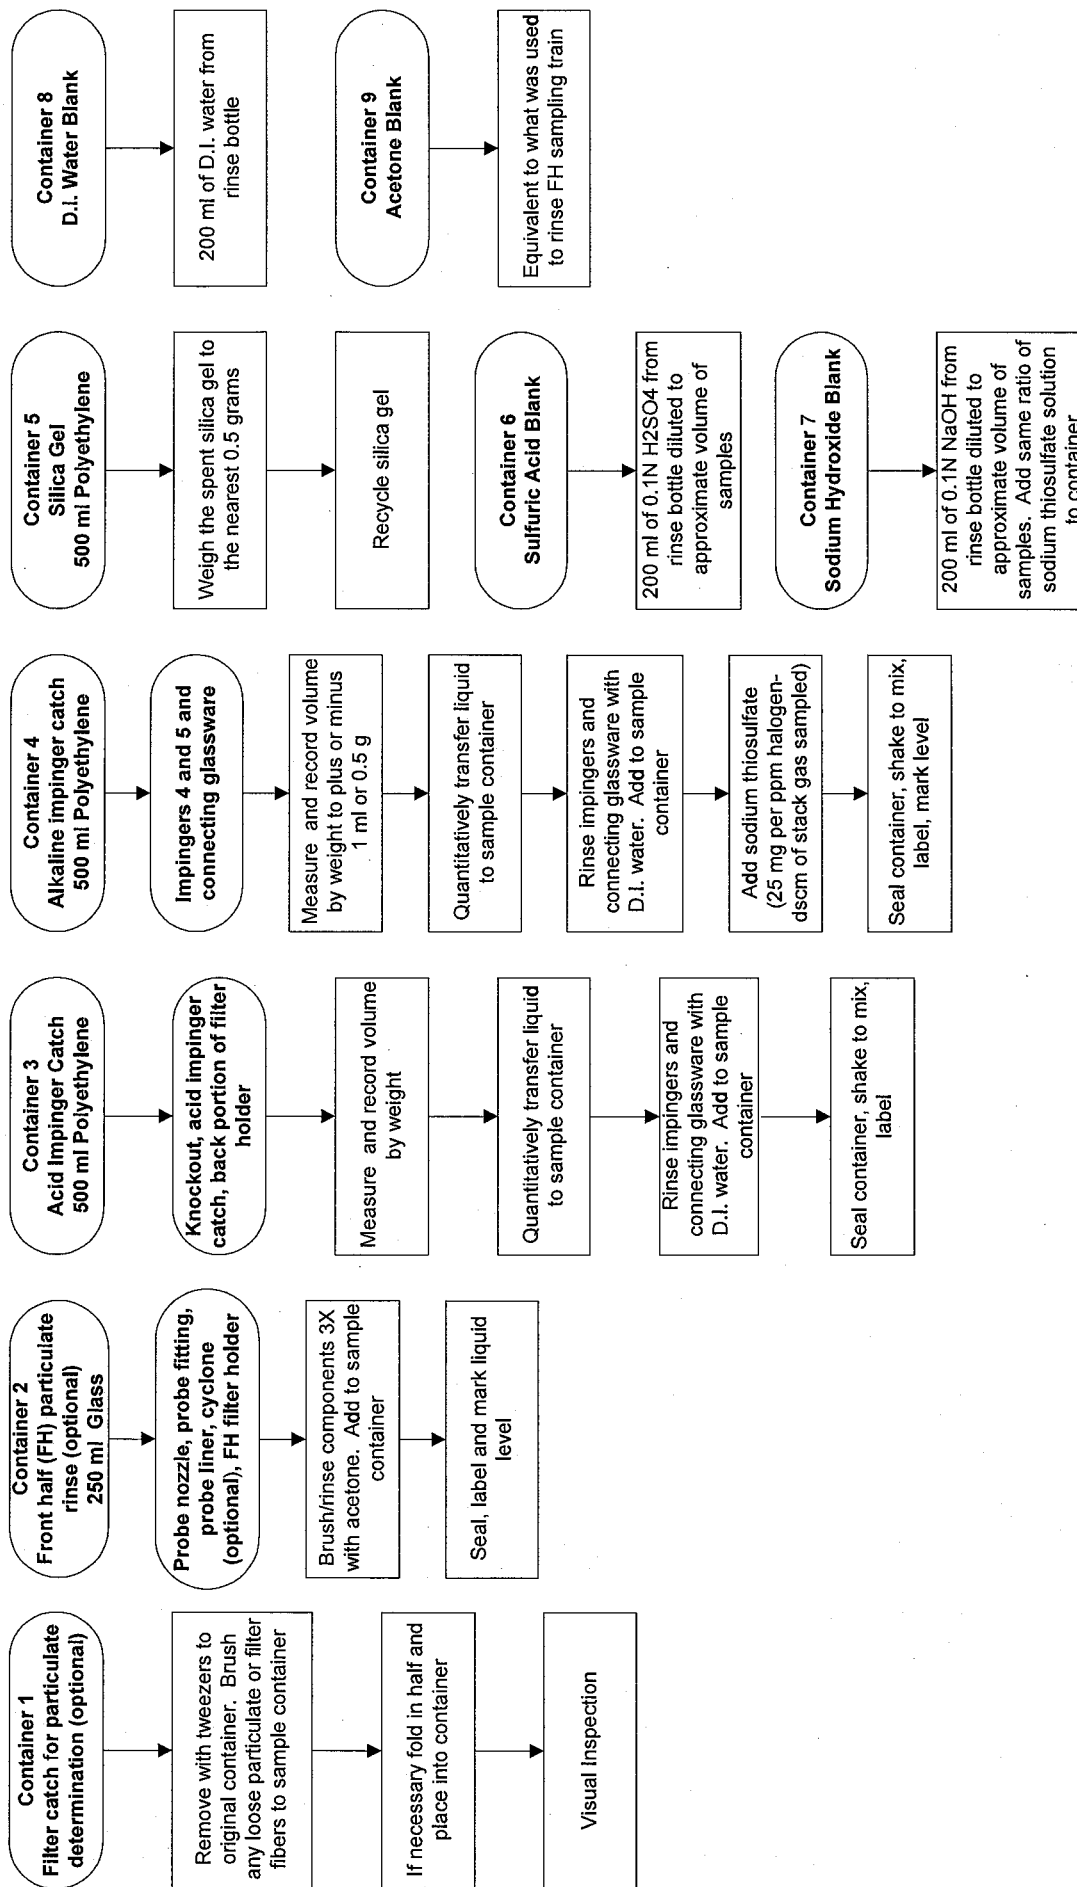 Container 1
Filter catch for particulate
determination (optional)
Remove with tweezers to
original container. Brush
any loose particulate or filter
fibers to sample container
If necessary fold in half and
place into container
Visual Inspection
Container 2
Front half (FH) particulate
rinse (optional)
250 ml Glass
Probe nozzle, probe fitting,
probe liner, cyclone
(optional), FH filter holder
Brush/rinse components 3X
with acetone. Add to sample
container
Seal, label and mark liquid
level
Container 3
Acid Impinger Catch
500 ml Polyethylene
Knockout, acid impinger
catch, back portion of filter
holder
Measure and record volume
by weight
Quantitatively transfer liquid
to sample container
Rinse impingers and
connecting glassware with
D.I. water. Add to sample
container
Seal container, shake to mix,
label
Container 4
Alkaline impinger catch
500 ml Polyethylene
Impingers 4 and 5 and
connecting glassware
Measure and record volume
by weight to plus or minus
1 ml or 0.5 g
Quantitatively transfer liquid
to sample container
Rinse impingers and
connecting glassware with
D.I. water. Add to sample
container
Add sodium thiosulfate
(25 mg per ppm halogen-
dscm of stack gas sampled)
Seal container, shake to mix,
label, mark level
Container 5
Silica Gel
500 ml Polyethylene
Weigh the spent silica gel to
the nearest 0.5 grams
Recycle silica gel
Container 6
Sulfuric Acid Blank
200 ml of 0.1N H2SO4 from
rinse bottle diluted to
approximate volume of
samples
Container 7
Sodium Hydroxide Blank
200 ml of 0.1N NaOH from
rinse bottle diluted to
approximate volume of
samples. Add same ratio of
sodium thiosulfate solution
to container
Container 8
D.I. Water Blank
200 ml of D.I. water from
rinse bottle
Container 9
Acetone Blank
Equivalent to what was used
to rinse FH sampling train